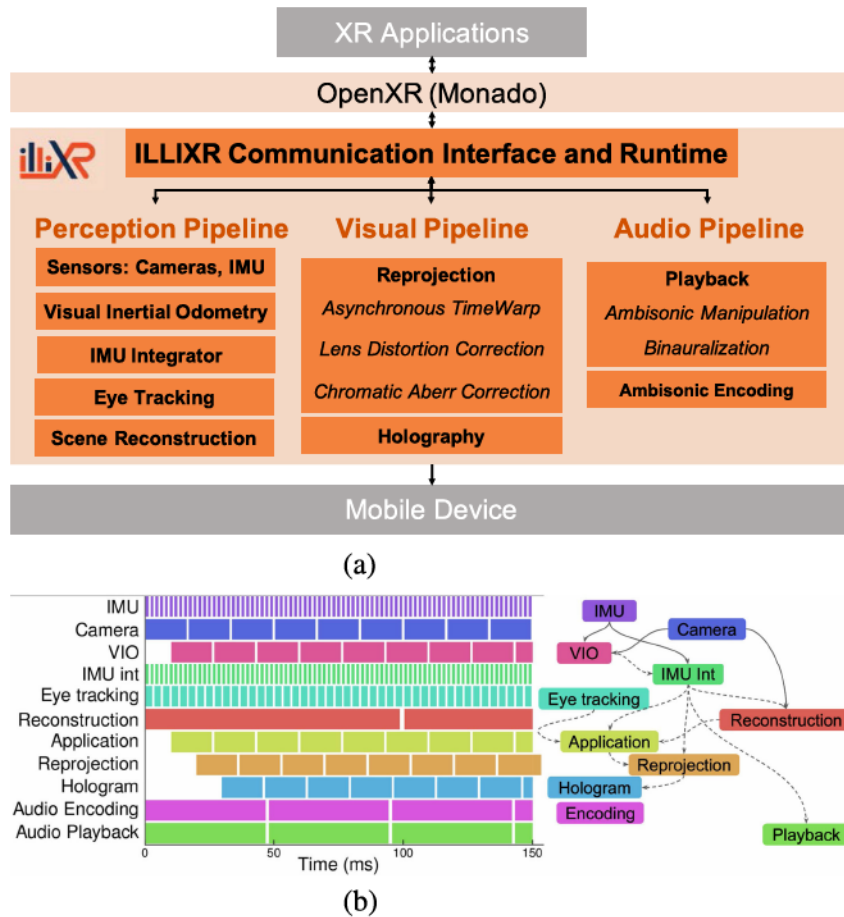 XR Applications
OpenXR (Monado)
illiXR
ILLIXR Communication Interface and Runtime
Perception Pipeline
Visual Pipeline
Audio Pipeline
Sensors: Cameras, IMU
Visual Inertial Odometry
IMU Integrator
Eye Tracking
Scene Reconstruction
Reprojection
Asynchronous TimeWarp
Lens Distortion Correction
Chromatic Aberr Correction
Holography
Playback
Ambisonic Manipulation
Binauralization
Ambisonic Encoding
Mobile Device
(a)
IMU
Camera
VIO
IMU int
Eye tracking
Reconstruction
Application
Reprojection
Hologram
Audio Encoding
Audio Playback
0
50
100
150
Time (ms)
IMU
Camera
VIO
IMU Int
Eye tracking
Reconstruction
Application
Reprojection
Hologram
Encoding
Playback
(b)